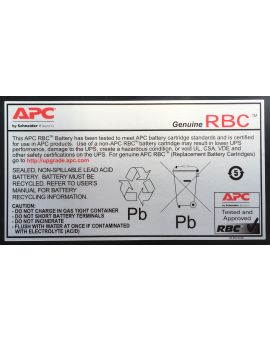 APC
by Schneider Electric
Genuine RBC™
This APC RBC™ Battery has been tested to meet APC battery cartridge standards and is certified
for use in APC UPS. Use of a non-APC RBC™ battery cartridge may result in lower UPS
performance, damage to the UPS, create a hazardous condition, or void UL, CSA, VDE and
other safety certifications. For genuine APC RBC™ (Replacement Battery Cartridges)
go to http://upgrade.apc.com
SEALED, NON-SPILLABLE LEAD ACID
BATTERY. MUST BE RECYCLED
PROPERLY. REFER TO USER'S
MANUAL FOR BATTERY
RECYCLING INFORMATION.
CAUTION:
- DO NOT CHARGE IN GAS TIGHT CONTAINER
- DO NOT SHORT BATTERY TERMINALS
- DO NOT INCINERATE
- FLUSH WITH WATER AT ONCE IF CONTACTED
WITH ELECTROLYTE (ACID)
Pb
Pb
5
APC
Tested and
Approved
RBC